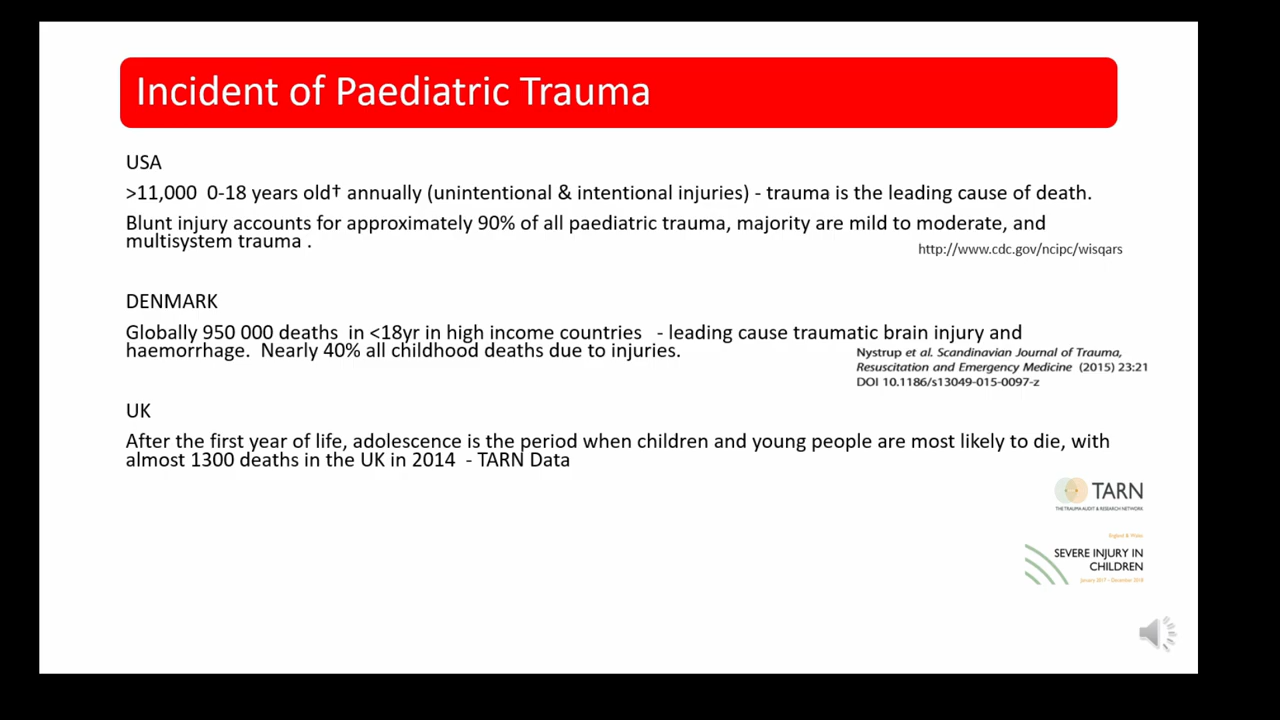 Incident of Paediatric Trauma
USA
>11,000 0-18 years old† annually (unintentional & intentional injuries) - trauma is the leading cause of death.
Blunt injury accounts for approximately 90% of all paediatric trauma, majority are mild to moderate, and
multisystem trauma .
http://www.cdc.gov/ncipc/wisqars
DENMARK
Globally 950 000 deaths in <18yr in high income countries - leading cause traumatic brain injury and
haemorrhage. Nearly 40% all childhood deaths due to injuries.
Nystrup et al. Scandinavian Journal of Trauma,
Resuscitation and Emergency Medicine (2015) 23:21
DOI 10.1186/s13049-015-0097-z
UK
After the first year of life, adolescence is the period when children and young people are most likely to die, with
almost 1300 deaths in the UK in 2014 - TARN Data
TARN
THE TRAUMA AUDIT & RESEARCH NETWORK
England & Wales
SEVERE INJURY IN
CHILDREN
January 2017 - December 2018